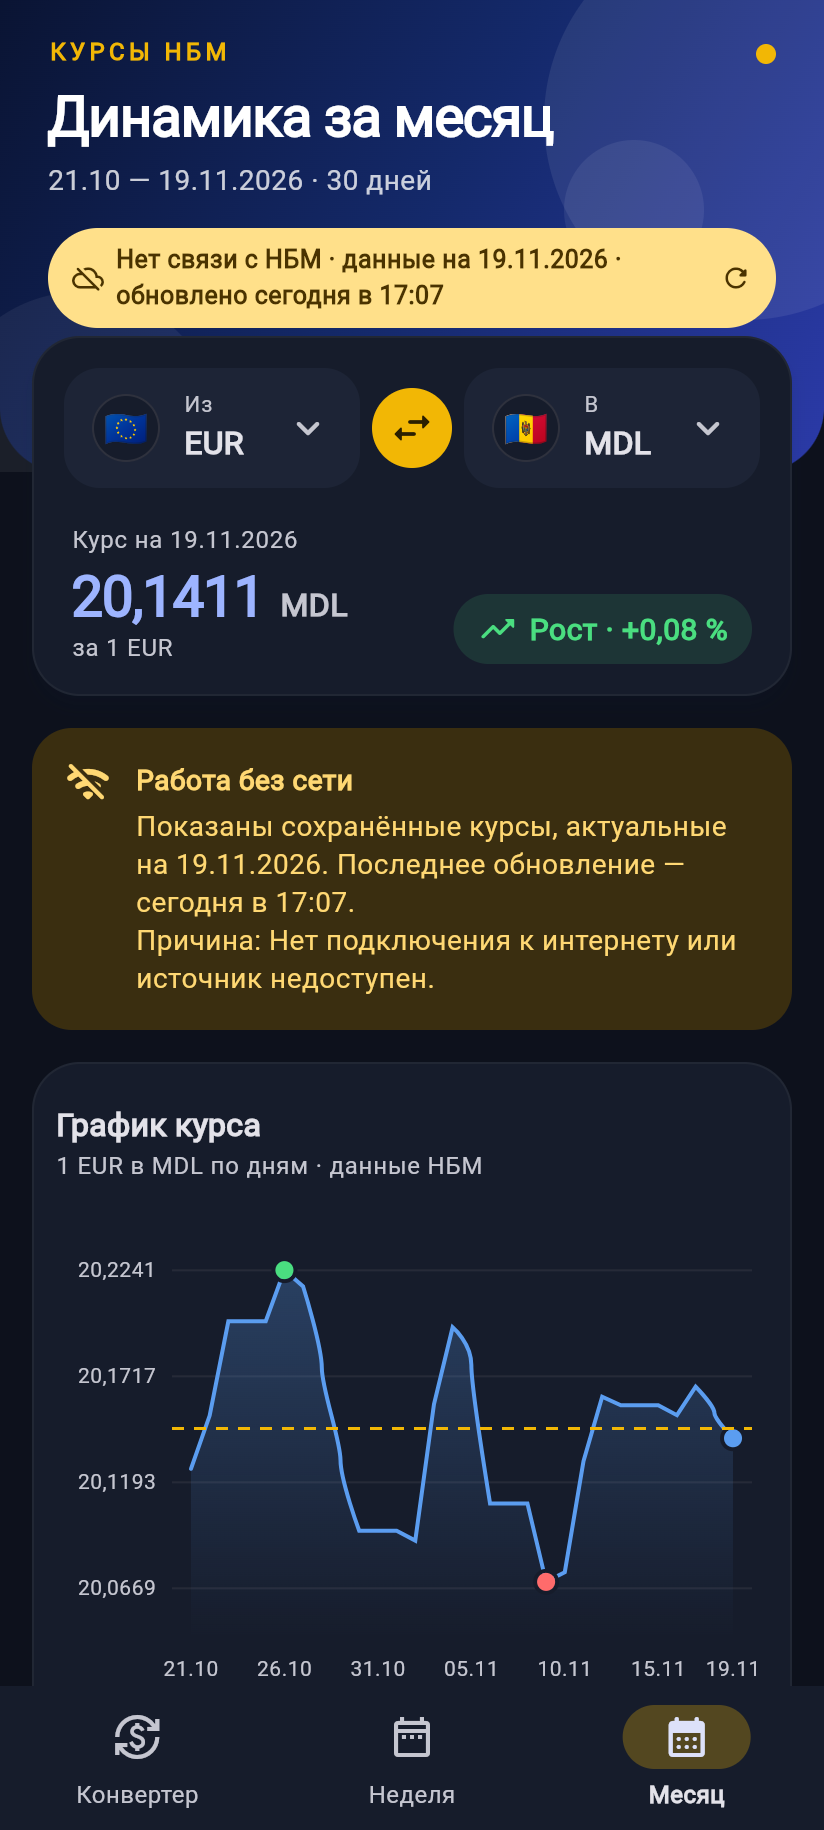 КУРСЫ НБМ
Динамика за месяц
21.10 — 19.11.2026 · 30 дней
Нет связи с НБМ · данные на 19.11.2026 ·
обновлено сегодня в 17:07
Из
EUR
В
MDL
Курс на 19.11.2026
20,1411 MDL
за 1 EUR
Рост · +0,08 %
Работа без сети
Показаны сохранённые курсы, актуальные
на 19.11.2026. Последнее обновление —
сегодня в 17:07.
Причина: Нет подключения к интернету или
источник недоступен.
График курса
1 EUR в MDL по дням · данные НБМ
20,2241
20,1717
20,1193
20,0669
21.10 26.10 31.10 05.11 10.11 15.11 19.11
Конвертер Неделя Месяц